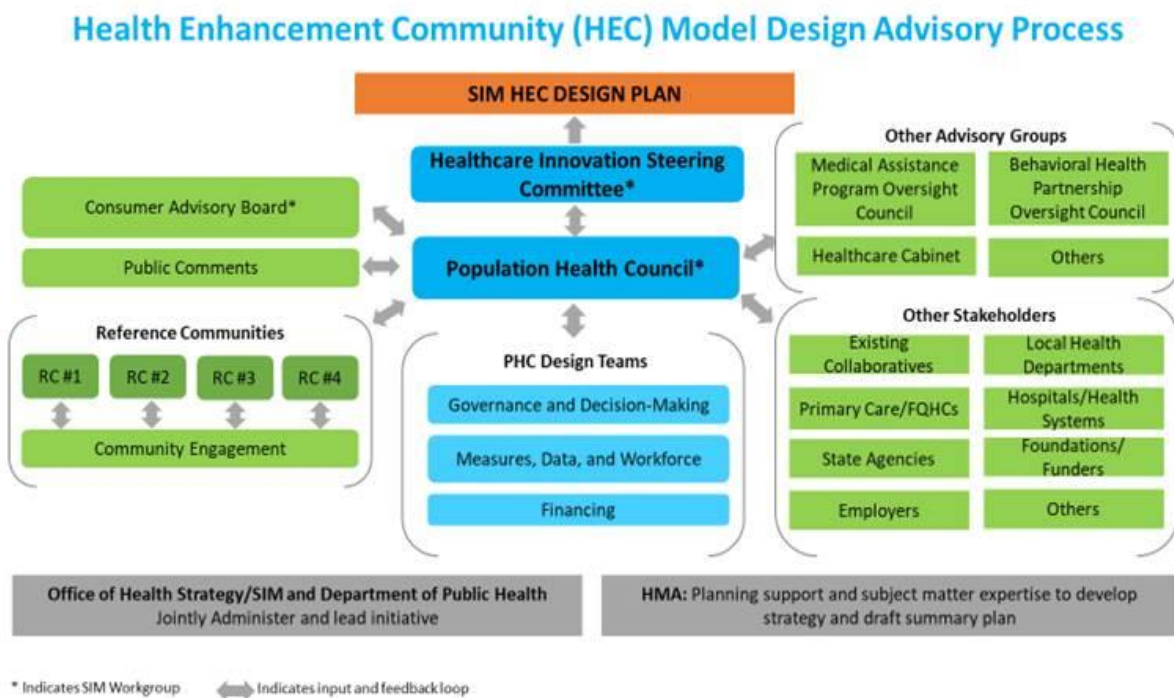 Health Enhancement Community (HEC) Model Design Advisory Process
SIM HEC DESIGN PLAN
Healthcare Innovation Steering
Committee*
Population Health Council*
Consumer Advisory Board*
Public Comments
Reference Communities
RC #1
RC #2
RC #3
RC #4
Community Engagement
PHC Design Teams
Governance and Decision-Making
Measures, Data, and Workforce
Financing
Other Advisory Groups
Medical Assistance
Program Oversight
Council
Behavioral Health
Partnership
Oversight Council
Healthcare Cabinet
Others
Other Stakeholders
Existing
Collaboratives
Local Health
Departments
Primary Care/FQHCs
Hospitals/Health
Systems
State Agencies
Foundations/
Funders
Employers
Others
Office of Health Strategy/SIM and Department of Public Health
Jointly Administer and lead initiative
HMA: Planning support and subject matter expertise to develop
strategy and draft summary plan
* Indicates SIM Workgroup
Indicates input and feedback loop